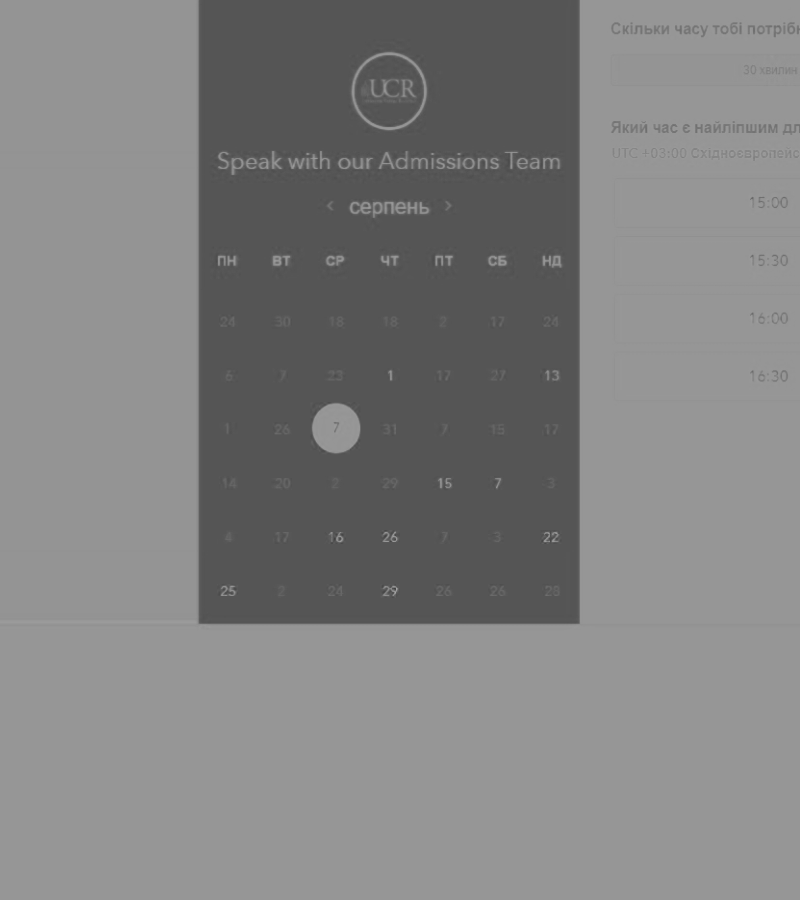 UCR
Speak with our Admissions Team
< серпень >
ПН ВТ СР ЧТ ПТ СБ НД
24 30 18 18 2 17 24
6 7 23 1 17 27 13
1 26 7 31 7 15 17
14 20 2 29 15 7 3
4 17 16 26 7 3 22
25 2 24 29 26 26 28
Скільки часу тобі потрібн
30 хвилин
Який час є найліпшим дл
UTC +03:00 Східноєвропейс
15:00
15:30
16:00
16:30